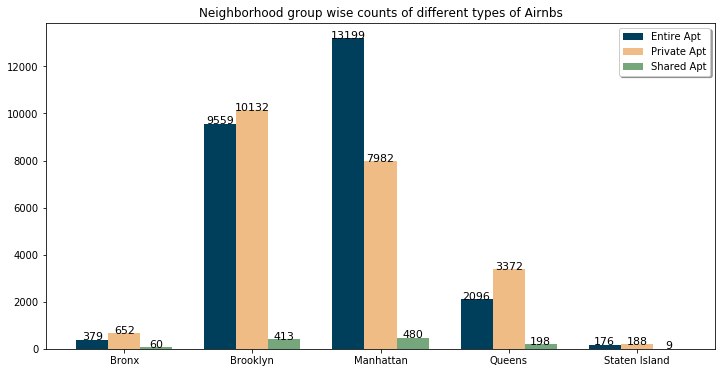 Neighborhood group wise counts of different types of Airnbs
Entire Apt
Private Apt
Shared Apt
12000
10000
8000
6000
4000
2000
0
379
652
60
9559
10132
413
13199
7982
480
2096
3372
198
176
188
9
Bronx
Brooklyn
Manhattan
Queens
Staten Island